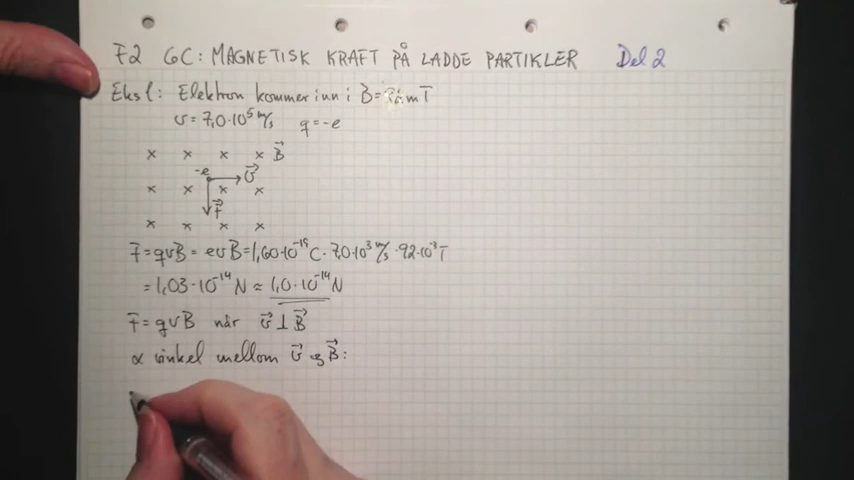 F2 6C: MAGNETISK KRAFT PÅ LADDE PARTIKLER Del 2
Eks 1: Elektron kommer inn i B= mT
v = 7,0·10⁵ m/s q = -e
x x x x B⃗
-e v⃗
x x x x
F⃗
x x x x
F = qvB = evB = 1,60·10⁻¹⁹ C · 7,0·10³ m/s · 92·10⁻³ T
= 1,03·10⁻¹⁴ N ≈ 1,0·10⁻¹⁴ N
F = qvB når v⃗ ⊥ B⃗
α vinkel mellom v⃗ og B⃗: